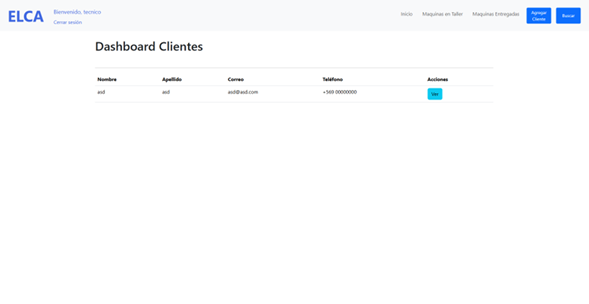 ELCA
Bienvenido, tecnico
Cerrar sesión
Inicio
Maquinas en Taller
Maquinas Entregadas
Agregar
Cliente
Buscar
Dashboard Clientes
Nombre Apellido Correo Teléfono Acciones
asd asd asd@asd.com +569 00000000 Ver